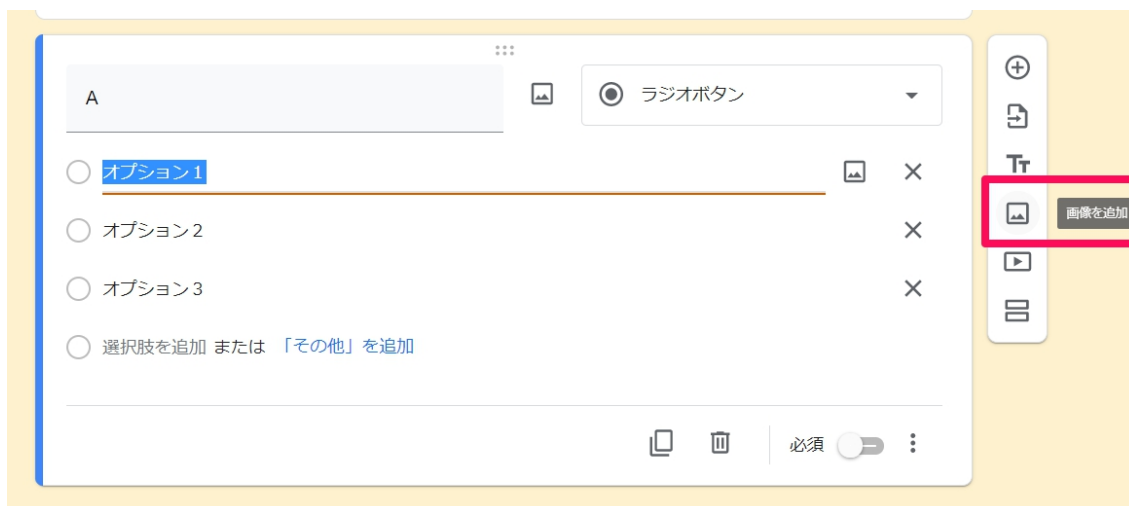 A
ラジオボタン
オプション 1
オプション 2
オプション 3
選択肢を追加 または 「その他」を追加
必須
Tт
画像を追加